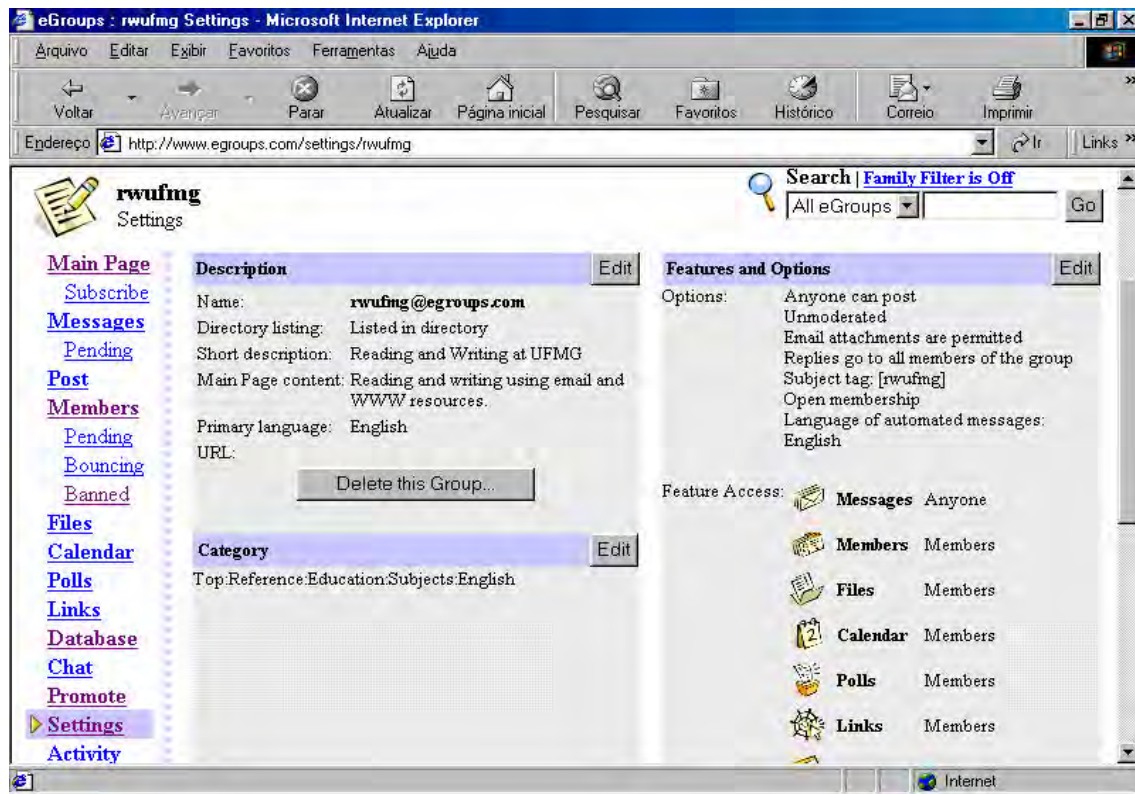 eGroups : rwufmg Settings - Microsoft Internet Explorer
Arquivo Editar Exibir Favoritos Ferramentas Ajuda
Voltar Avançar Parar Atualizar Página inicial Pesquisar Favoritos Histórico Correio Imprimir »
Endereço http://www.egroups.com/settings/rwufmg Ir Links »
rwufmg
Settings
Search | Family Filter is Off
All eGroups Go
Main Page
Subscribe
Messages
Pending
Post
Members
Pending
Bouncing
Banned
Files
Calendar
Polls
Links
Database
Chat
Promote
Settings
Activity
Description Edit
Name: rwufmg@egroups.com
Directory listing: Listed in directory
Short description: Reading and Writing at UFMG
Main Page content: Reading and writing using email and
WWW resources.
Primary language: English
URL:
Delete this Group...
Category Edit
Top:Reference:Education:Subjects:English
Features and Options Edit
Options: Anyone can post
Unmoderated
Email attachments are permitted
Replies go to all members of the group
Subject tag: [rwufmg]
Open membership
Language of automated messages:
English
Feature Access: Messages Anyone
Members Members
Files Members
Calendar Members
Polls Members
Links Members
Internet